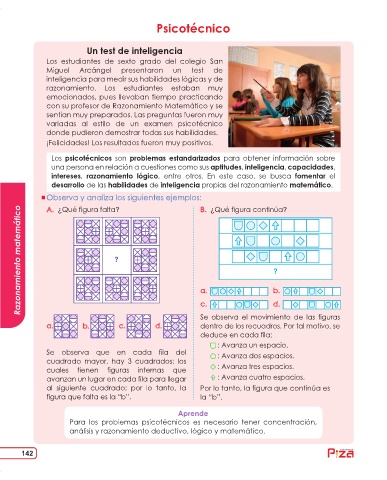 Psicotécnico
Un test de inteligencia
Los estudiantes de sexto grado del colegio San
Miguel Arcángel presentaron un test de
inteligencia para medir sus habilidades lógicas y de
razonamiento. Los estudiantes estaban muy
emocionados, pues llevaban tiempo practicando
con su profesor de Razonamiento Matemático y se
sentían muy preparados. Las preguntas fueron muy
variadas al estilo de un examen psicotécnico
donde pudieron demostrar todas sus habilidades.
¡Felicidades! Los resultados fueron muy positivos.
Los psicotécnicos son problemas estandarizados para obtener información sobre
una persona en relación a cuestiones como sus aptitudes, inteligencia, capacidades,
intereses, razonamiento lógico, entre otros. En este caso, se busca fomentar el
desarrollo de las habilidades de inteligencia propias del razonamiento matemático.
Observa y analiza los siguientes ejemplos:
A. ¿Qué figura falta?
?
a. b. c. d.
Se observa que en cada fila del
cuadrado mayor, hay 3 cuadrados; los
cuales tienen figuras internas que
avanzan un lugar en cada fila para llegar
al siguiente cuadrado; por lo tanto, la
figura que falta es la “b”.
B. ¿Qué figura continúa?
?
a. b.
c. d.
Se observa el movimiento de las figuras
dentro de los recuadros. Por tal motivo, se
deduce en cada fila:
: Avanza un espacio.
: Avanza dos espacios.
: Avanza tres espacios.
: Avanza cuatro espacios.
Por lo tanto, la figura que continúa es
la “b”.
Aprende
Para los problemas psicotécnicos es necesario tener concentración,
análisis y razonamiento deductivo, lógico y matemático.
Razonamiento matemático
142
Piza